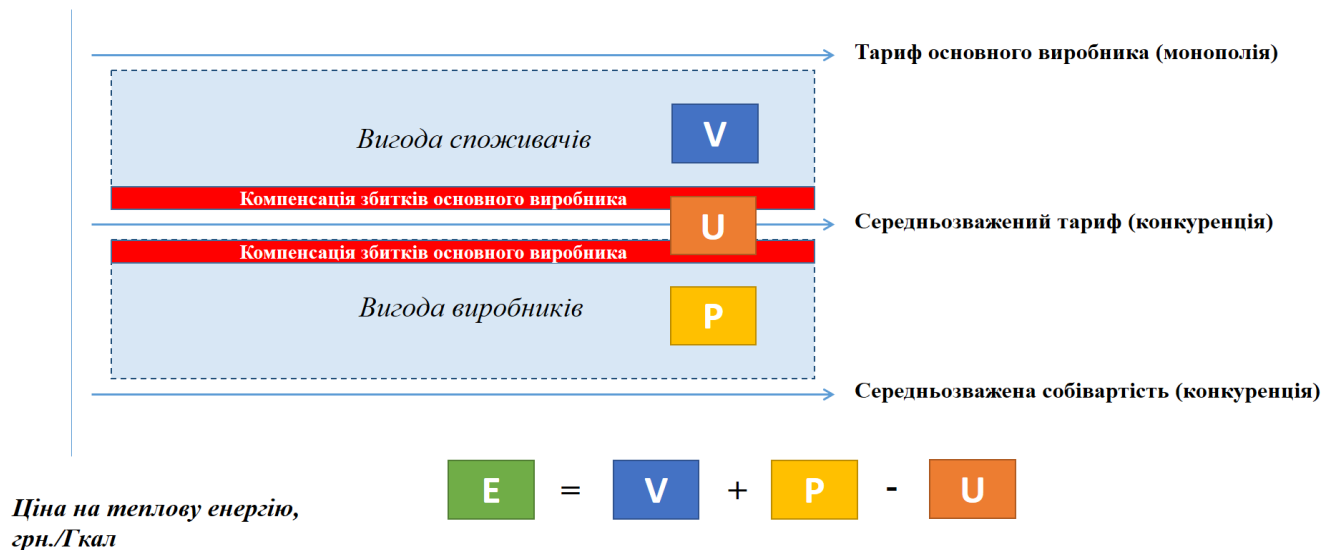 Тариф основного виробника (монополія)
Вигода споживачів
V
Компенсація збитків основного виробника
Середньозважений тариф (конкуренція)
U
Компенсація збитків основного виробника
Вигода виробників
P
Середньозважена собівартість (конкуренція)
E = V + P - U
Ціна на теплову енергію,
грн./Гкал